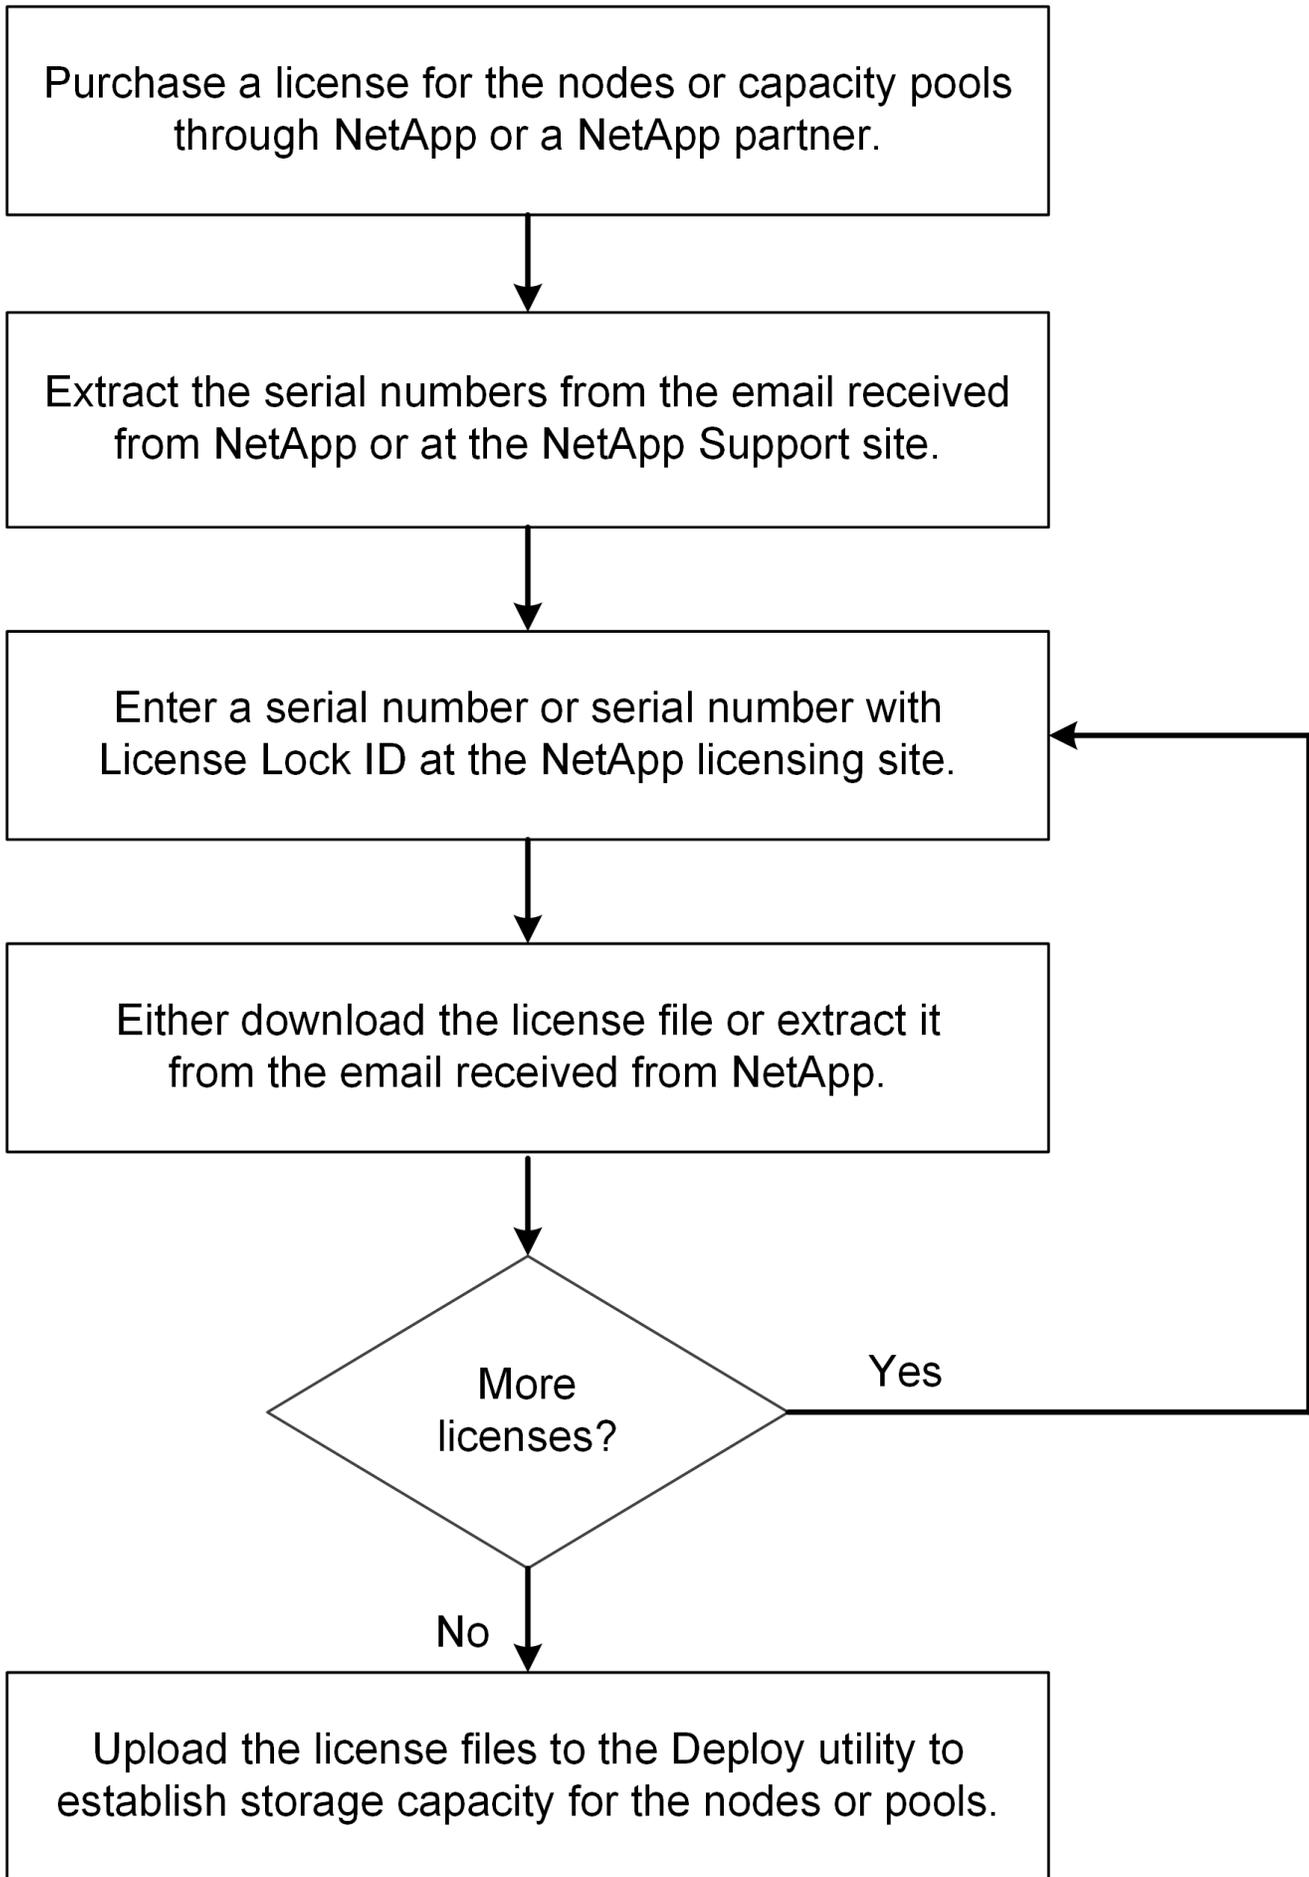 Purchase a license for the nodes or capacity pools
through NetApp or a NetApp partner.
Extract the serial numbers from the email received
from NetApp or at the NetApp Support site.
Enter a serial number or serial number with
License Lock ID at the NetApp licensing site.
Either download the license file or extract it
from the email received from NetApp.
More
licenses?
Yes
No
Upload the license files to the Deploy utility to
establish storage capacity for the nodes or pools.